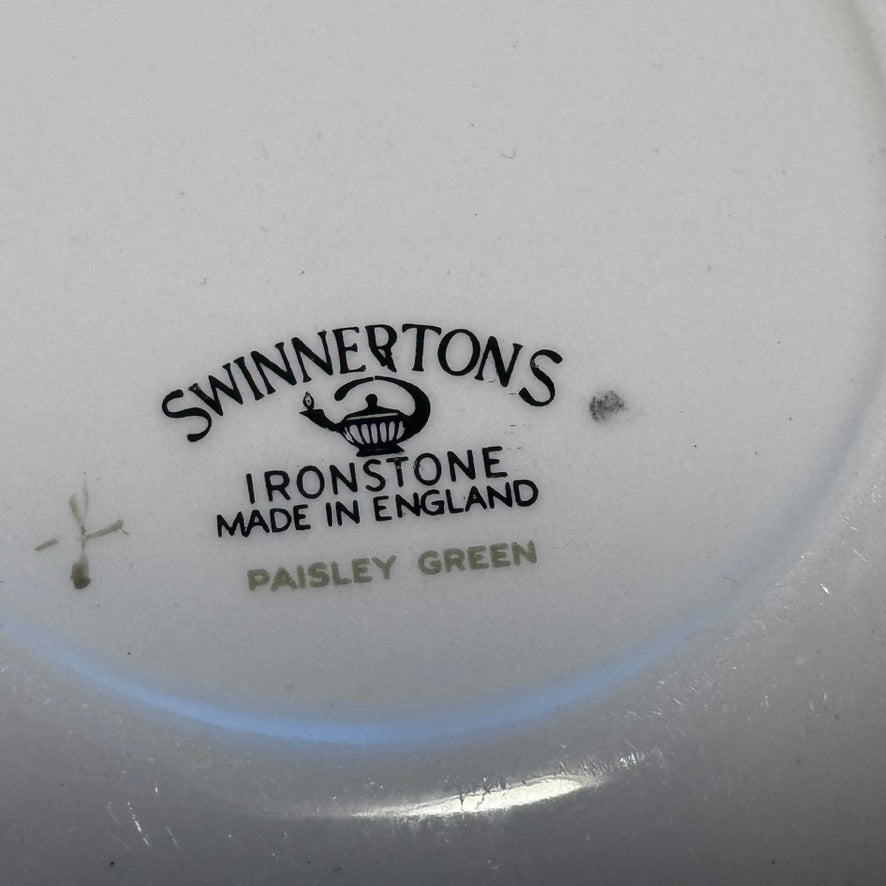 SWINNERTONS
IRONSTONE
MADE IN ENGLAND
PAISLEY GREEN